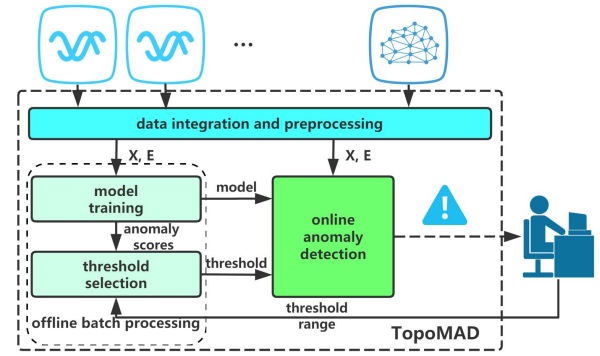 ...
data integration and preprocessing
X, E
X, E
model
training
model
online
anomaly
detection
anomaly
scores
threshold
selection
threshold
threshold
range
offline batch processing
TopoMAD